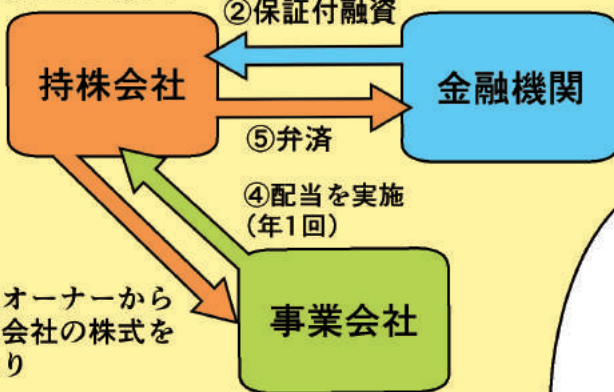 ②保証付融資
持株会社
金融機関
⑤弁済
④配当を実施
(年1回)
オーナーから
会社の株式を
り
事業会社